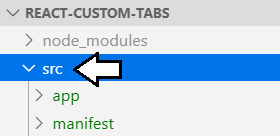 REACT-CUSTOM-TABS
node_modules
src
app
manifest